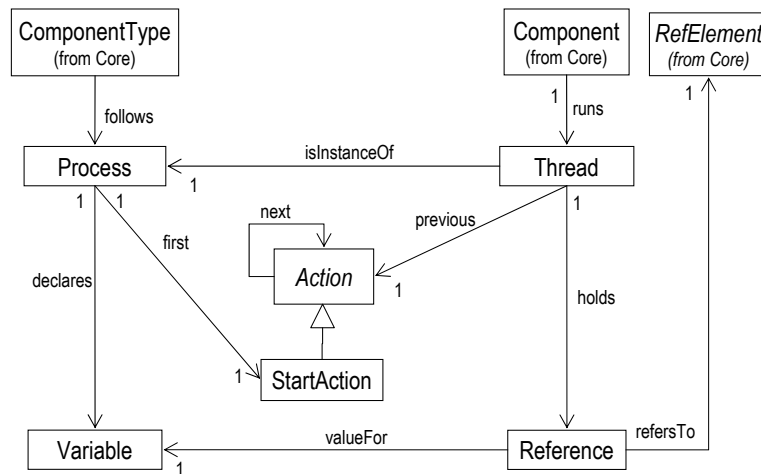 ComponentType
(from Core)
Component
(from Core)
RefElement
(from Core)
1
1
follows
runs
Process
isInstanceOf
1
Thread
1
1
1
next
previous
first
Action
1
declares
holds
1
StartAction
Variable
1
valueFor
Reference
refersTo